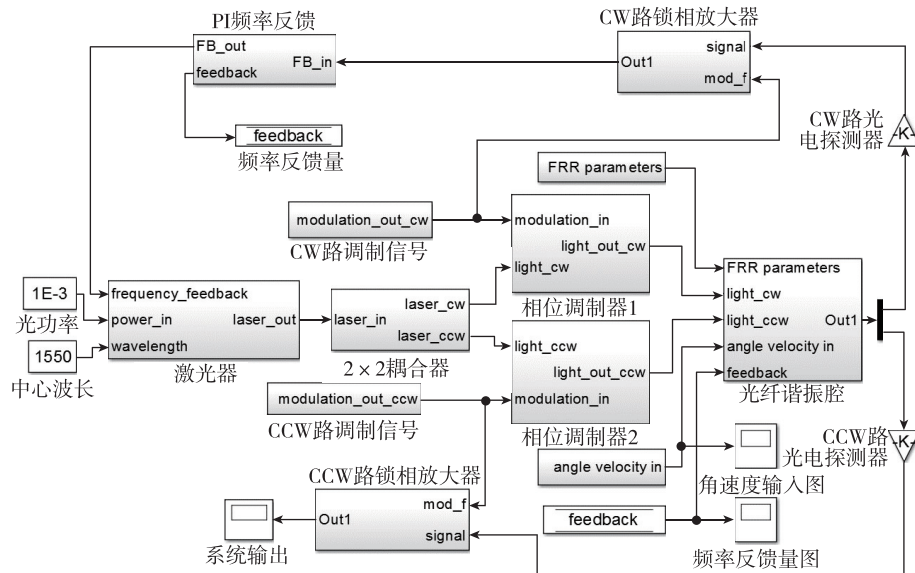 PI频率反馈
FB_out
feedback
FB_in
CW路锁相放大器
signal
Out1
mod_f
CW路光
电探测器
-K-
feedback
频率反馈量
FRR parameters
modulation_out_cw
CW路调制信号
modulation_in
light_out_cw
light_cw
相位调制器1
1E-3
光功率
1550
中心波长
frequency_feedback
power_in
laser_out
wavelength
激光器
laser_in
laser_cw
laser_ccw
2×2耦合器
light_ccw
light_out_ccw
modulation_in
相位调制器2
FRR parameters
light_cw
light_ccw
Out1
angle velocity in
feedback
光纤谐振腔
modulation_out_ccw
CCW路调制信号
CCW路
光电探测器
-K-
angle velocity in
角速度输入图
CCW路锁相放大器
mod_f
Out1
signal
系统输出
feedback
频率反馈量图